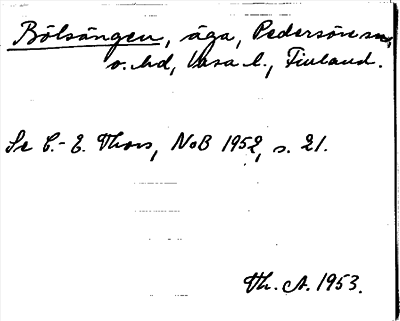 Bölsängen, äga, Pedersöre sn,
v. hd, Vasa l., Finland.
Se C.-E. Thors, NoB 1952, s. 21.
Th. A. 1953.